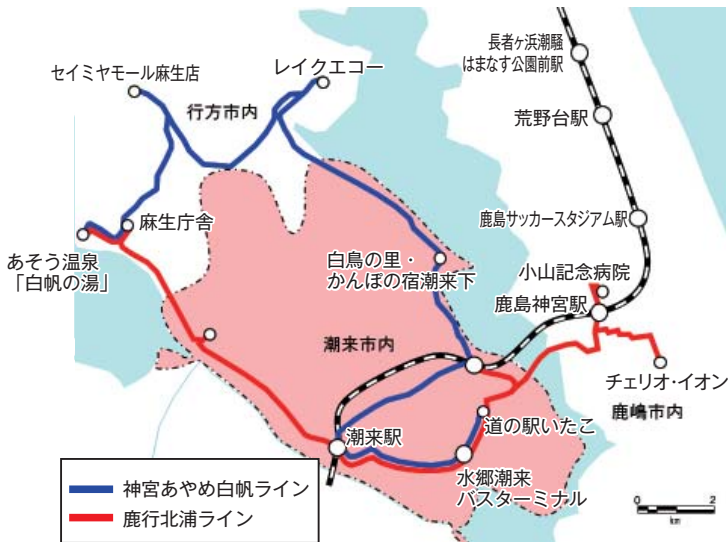 長者ヶ浜潮騒
はまなす公園前駅
セイミヤモール麻生店
レイクエコー
行方市内
荒野台駅
鹿島サッカースタジアム駅
麻生庁舎
あそう温泉
「白帆の湯」
白鳥の里・
かんぽの宿潮来下
小山記念病院
鹿島神宮駅
潮来市内
チェリオ・イオン
鹿嶋市内
道の駅いたこ
潮来駅
水郷潮来
バスターミナル
神宮あやめ白帆ライン
鹿行北浦ライン
0 2
km